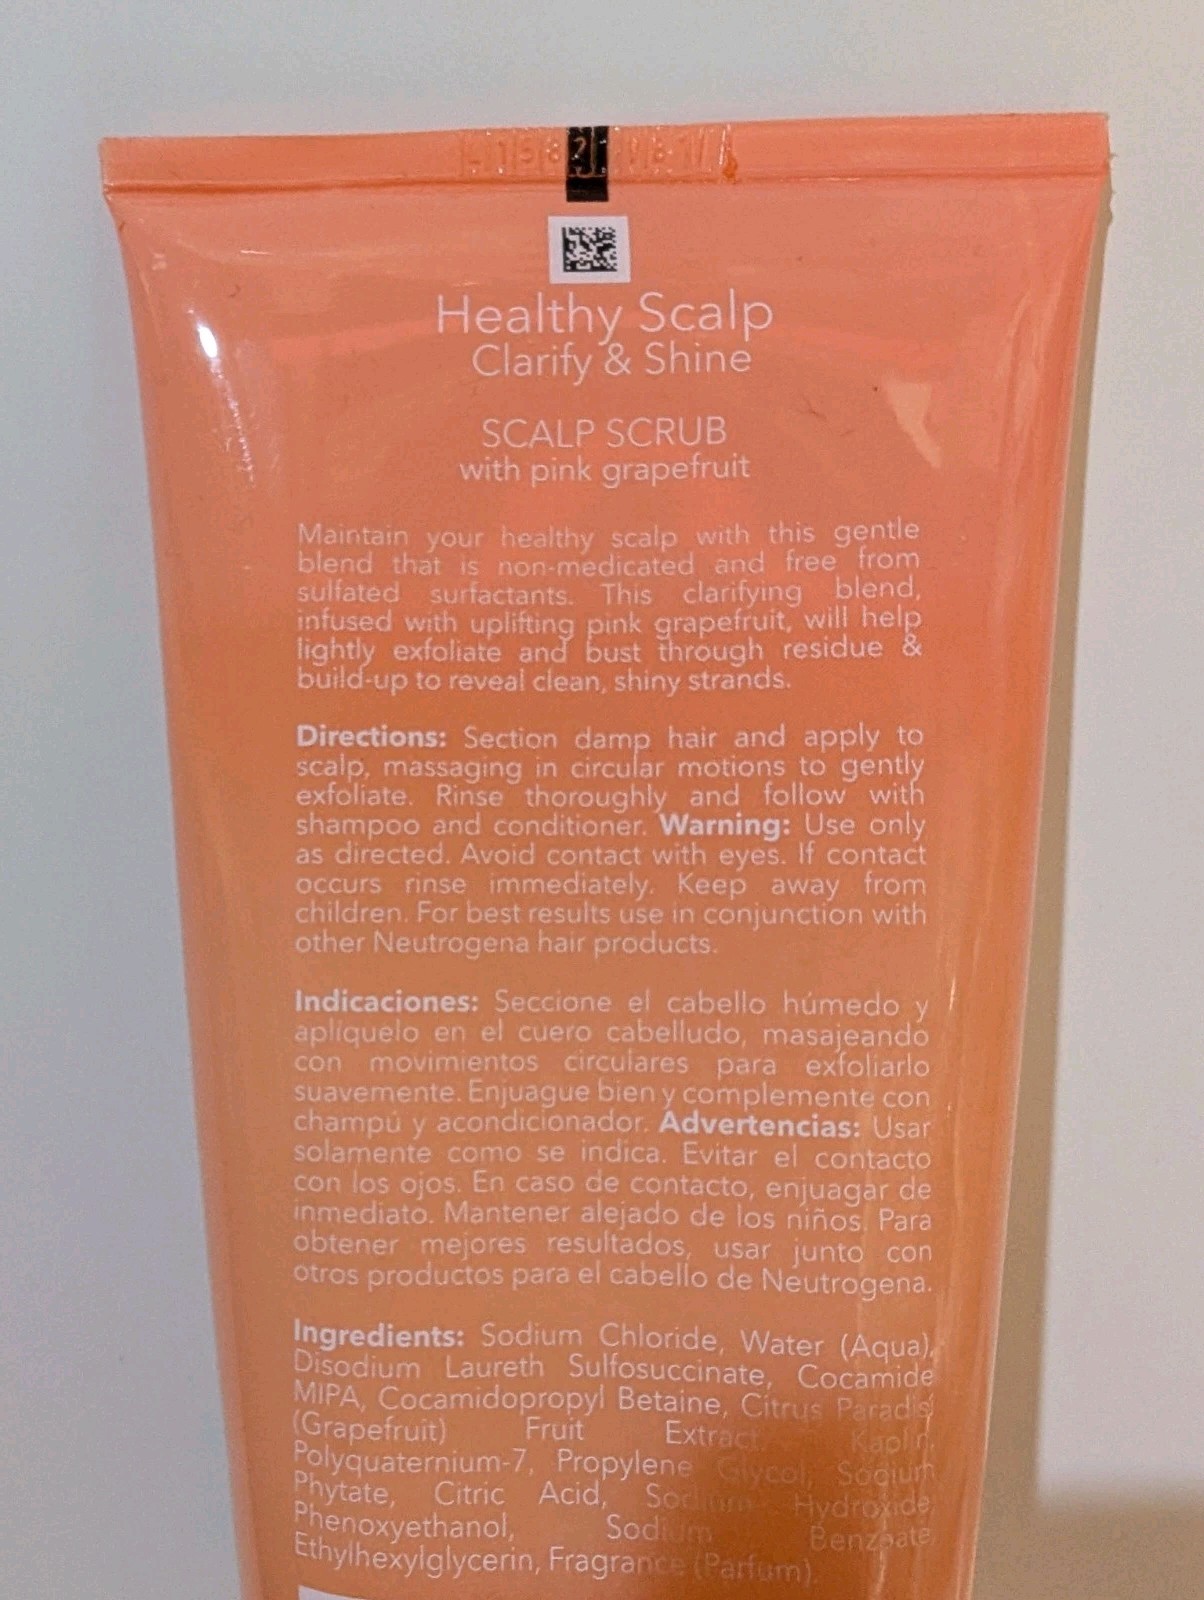 Healthy Scalp
Clarify & Shine
SCALP SCRUB
with pink grapefruit
Maintain your healthy scalp with this gentle
blend that is non-medicated and free from
sulfated surfactants. This clarifying blend,
infused with uplifting pink grapefruit, will help
lightly exfoliate and bust through residue &
build-up to reveal clean, shiny strands.
Directions: Section damp hair and apply to
scalp, massaging in circular motions to gently
exfoliate. Rinse thoroughly and follow with
shampoo and conditioner. Warning: Use only
as directed. Avoid contact with eyes. If contact
occurs rinse immediately. Keep away from
children. For best results use in conjunction with
other Neutrogena hair products.
Indicaciones: Seccione el cabello húmedo y
aplíquelo en el cuero cabelludo, masajeando
con movimientos circulares para exfoliarlo
suavemente. Enjuague bien y complemente con
champú y acondicionador. Advertencias: Usar
solamente como se indica. Evitar el contacto
con los ojos. En caso de contacto, enjuagar de
inmediato. Mantener alejado de los niños. Para
obtener mejores resultados, usar junto con
otros productos para el cabello de Neutrogena.
Ingredients: Sodium Chloride, Water (Aqua),
Disodium Laureth Sulfosuccinate, Cocamide
MIPA, Cocamidopropyl Betaine, Citrus Paradisi
(Grapefruit) Fruit Extract, Kaolin,
Polyquaternium-7, Propylene Glycol, Sodium
Phytate, Citric Acid, Sodium Hydroxide,
Phenoxyethanol, Sodium Benzoate,
Ethylhexylglycerin, Fragrance (Parfum).